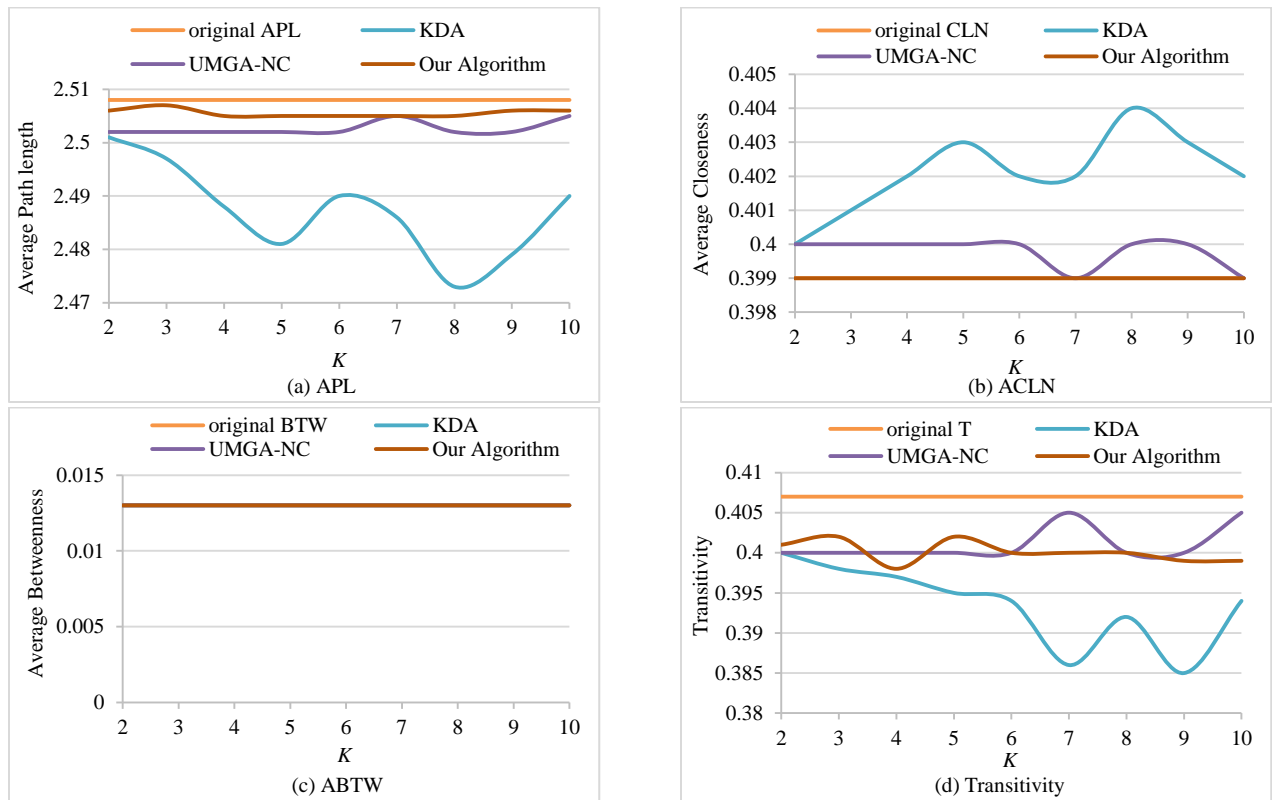 original APL KDA
UMGA-NC Our Algorithm
Average Path length
2.51
2.5
2.49
2.48
2.47
2 3 4 5 6 7 8 9 10
K
(a) APL
original CLN KDA
UMGA-NC Our Algorithm
Average Closeness
0.405
0.404
0.403
0.402
0.401
0.4
0.399
0.398
2 3 4 5 6 7 8 9 10
K
(b) ACLN
original BTW KDA
UMGA-NC Our Algorithm
Average Betweenness
0.015
0.01
0.005
0
2 3 4 5 6 7 8 9 10
K
(c) ABTW
original T KDA
UMGA-NC Our Algorithm
Transitivity
0.41
0.405
0.4
0.395
0.39
0.385
0.38
2 3 4 5 6 7 8 9 10
K
(d) Transitivity